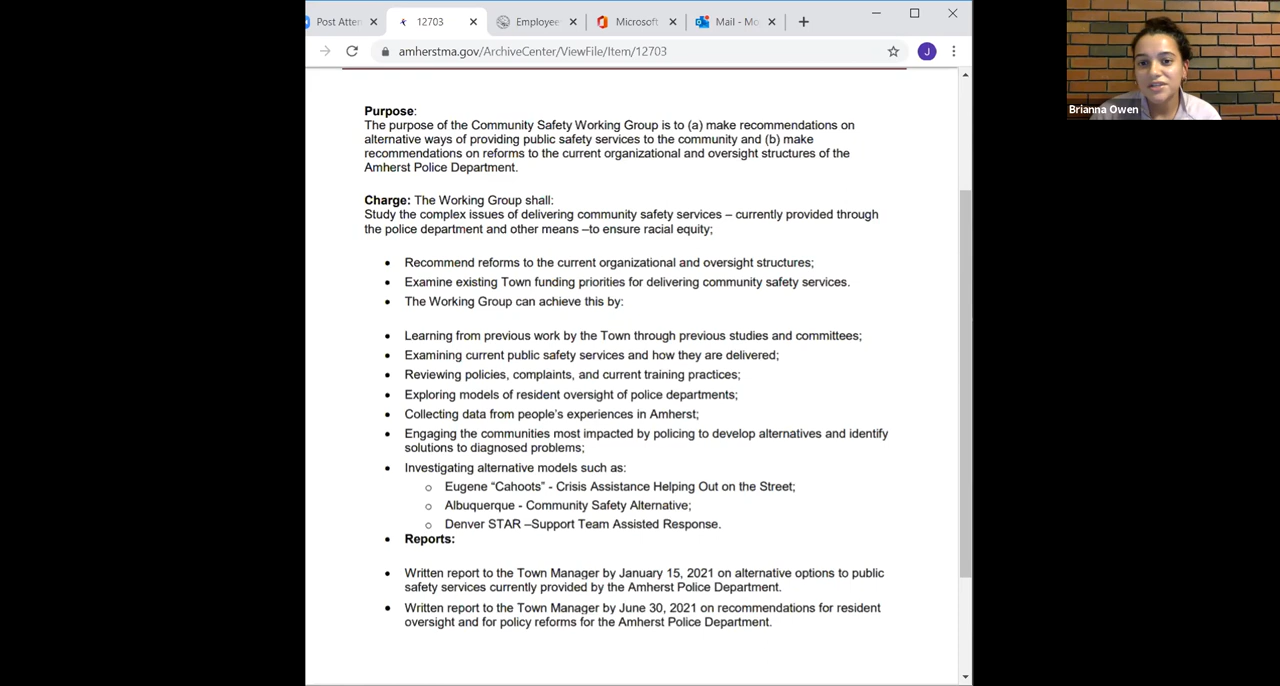 Post Atten
12703
Employee
Microsoft
Mail - Mo
amherstma.gov/ArchiveCenter/ViewFile/Item/12703
J
Brianna Owen
Purpose:
The purpose of the Community Safety Working Group is to (a) make recommendations on
alternative ways of providing public safety services to the community and (b) make
recommendations on reforms to the current organizational and oversight structures of the
Amherst Police Department.
Charge: The Working Group shall:
Study the complex issues of delivering community safety services – currently provided through
the police department and other means –to ensure racial equity;
• Recommend reforms to the current organizational and oversight structures;
• Examine existing Town funding priorities for delivering community safety services.
• The Working Group can achieve this by:
• Learning from previous work by the Town through previous studies and committees;
• Examining current public safety services and how they are delivered;
• Reviewing policies, complaints, and current training practices;
• Exploring models of resident oversight of police departments;
• Collecting data from people's experiences in Amherst;
• Engaging the communities most impacted by policing to develop alternatives and identify
solutions to diagnosed problems;
• Investigating alternative models such as:
o Eugene “Cahoots” - Crisis Assistance Helping Out on the Street;
o Albuquerque - Community Safety Alternative;
o Denver STAR –Support Team Assisted Response.
• Reports:
• Written report to the Town Manager by January 15, 2021 on alternative options to public
safety services currently provided by the Amherst Police Department.
• Written report to the Town Manager by June 30, 2021 on recommendations for resident
oversight and for policy reforms for the Amherst Police Department.